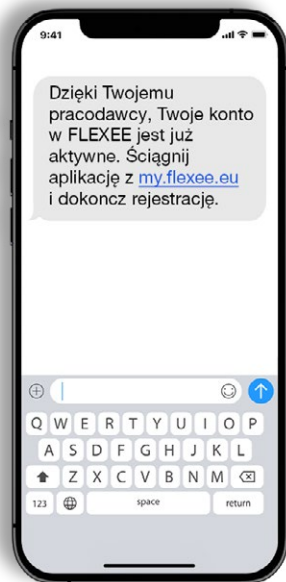 9:41
Dzięki Twojemu
pracodawcy, Twoje konto
w FLEXEE jest już
aktywne. Ściągnij
aplikację z my.flexee.eu
i dokoncz rejestrację.
Q W E R T Y U I O P
A S D F G H J K L
Z X C V B N M
123 space return